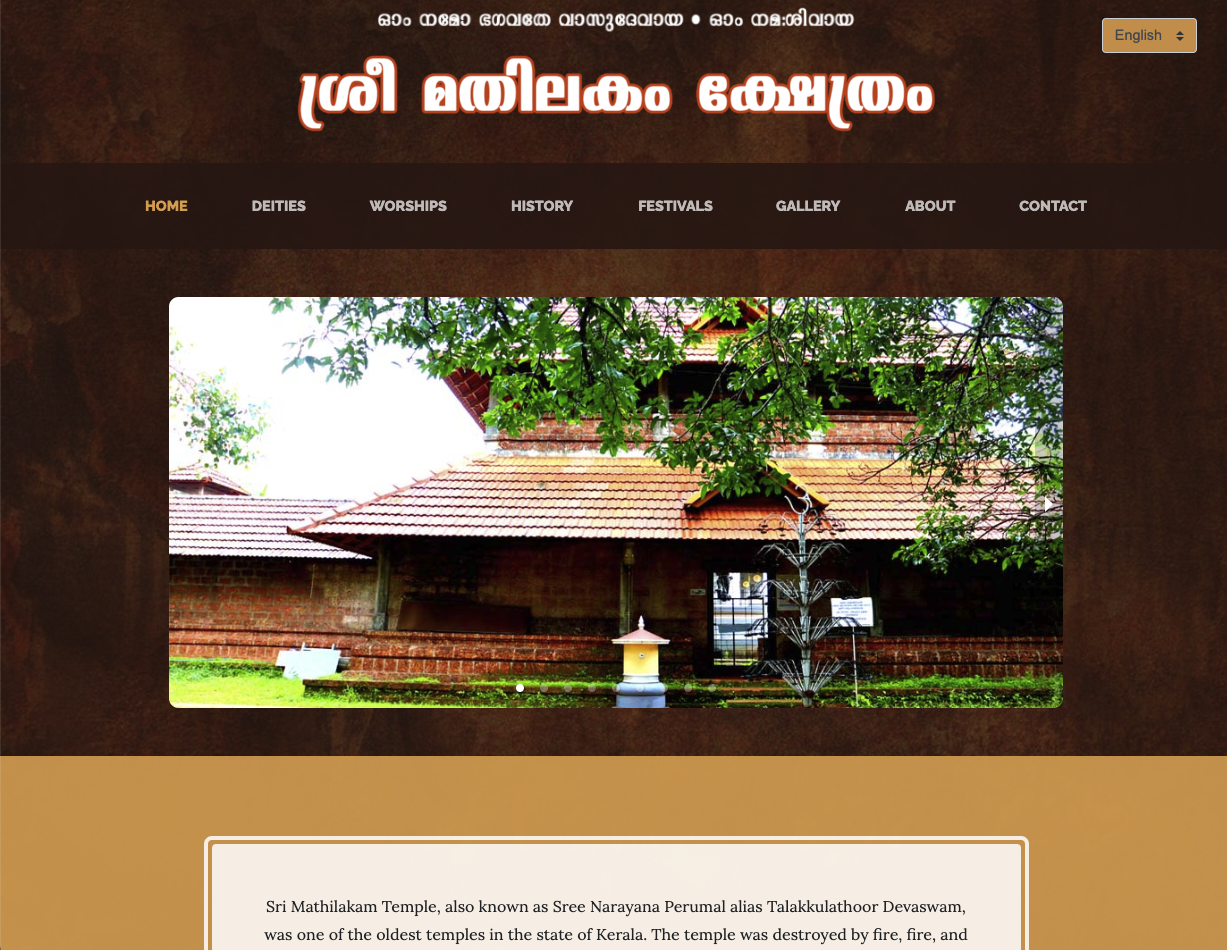 ഓം നമോ ഭഗവതേ വാസുദേവായ • ഓം നമഃശിവായ
English
ശ്രീ മതിലകം ക്ഷേത്രം
HOME DEITIES WORSHIPS HISTORY FESTIVALS GALLERY ABOUT CONTACT
Sri Mathilakam Temple, also known as Sree Narayana Perumal alias Talakkulathoor Devaswam,
was one of the oldest temples in the state of Kerala. The temple was destroyed by fire, fire, and